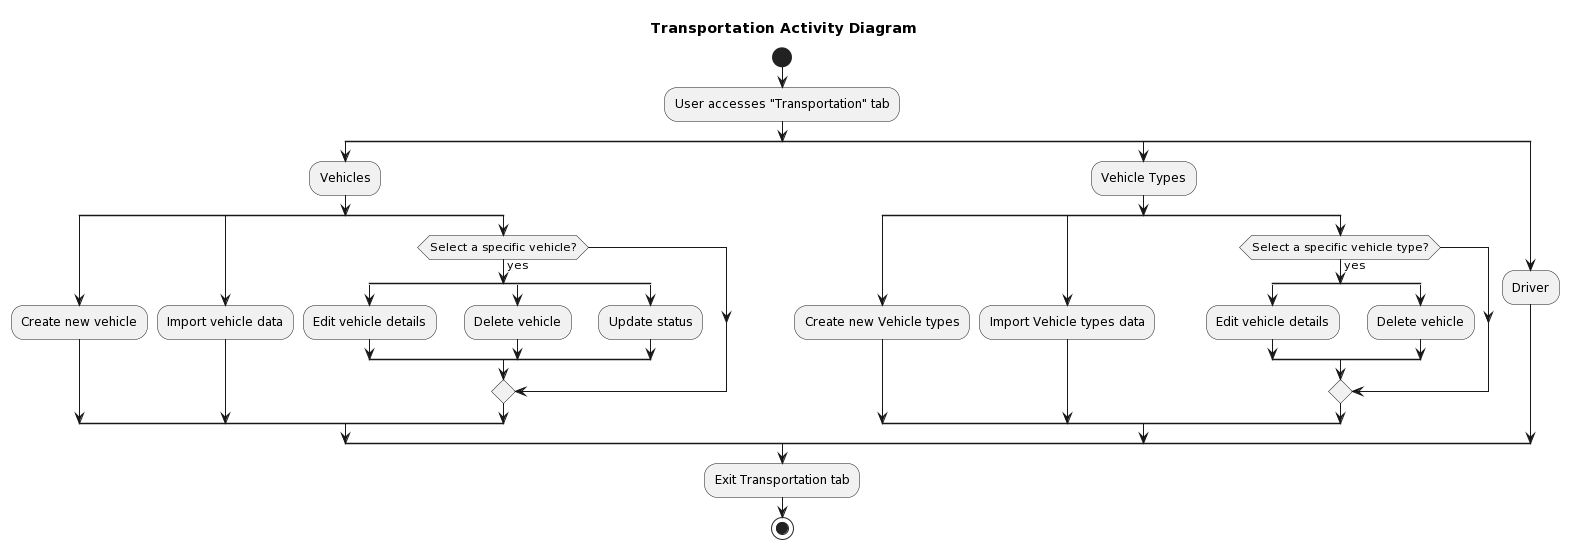 Transportation Activity Diagram
User accesses "Transportation" tab
Vehicles
Vehicle Types
Select a specific vehicle?
Select a specific vehicle type?
yes
yes
Driver
Create new vehicle
Import vehicle data
Edit vehicle details
Delete vehicle
Update status
Create new Vehicle types
Import Vehicle types data
Edit vehicle details
Delete vehicle
Exit Transportation tab